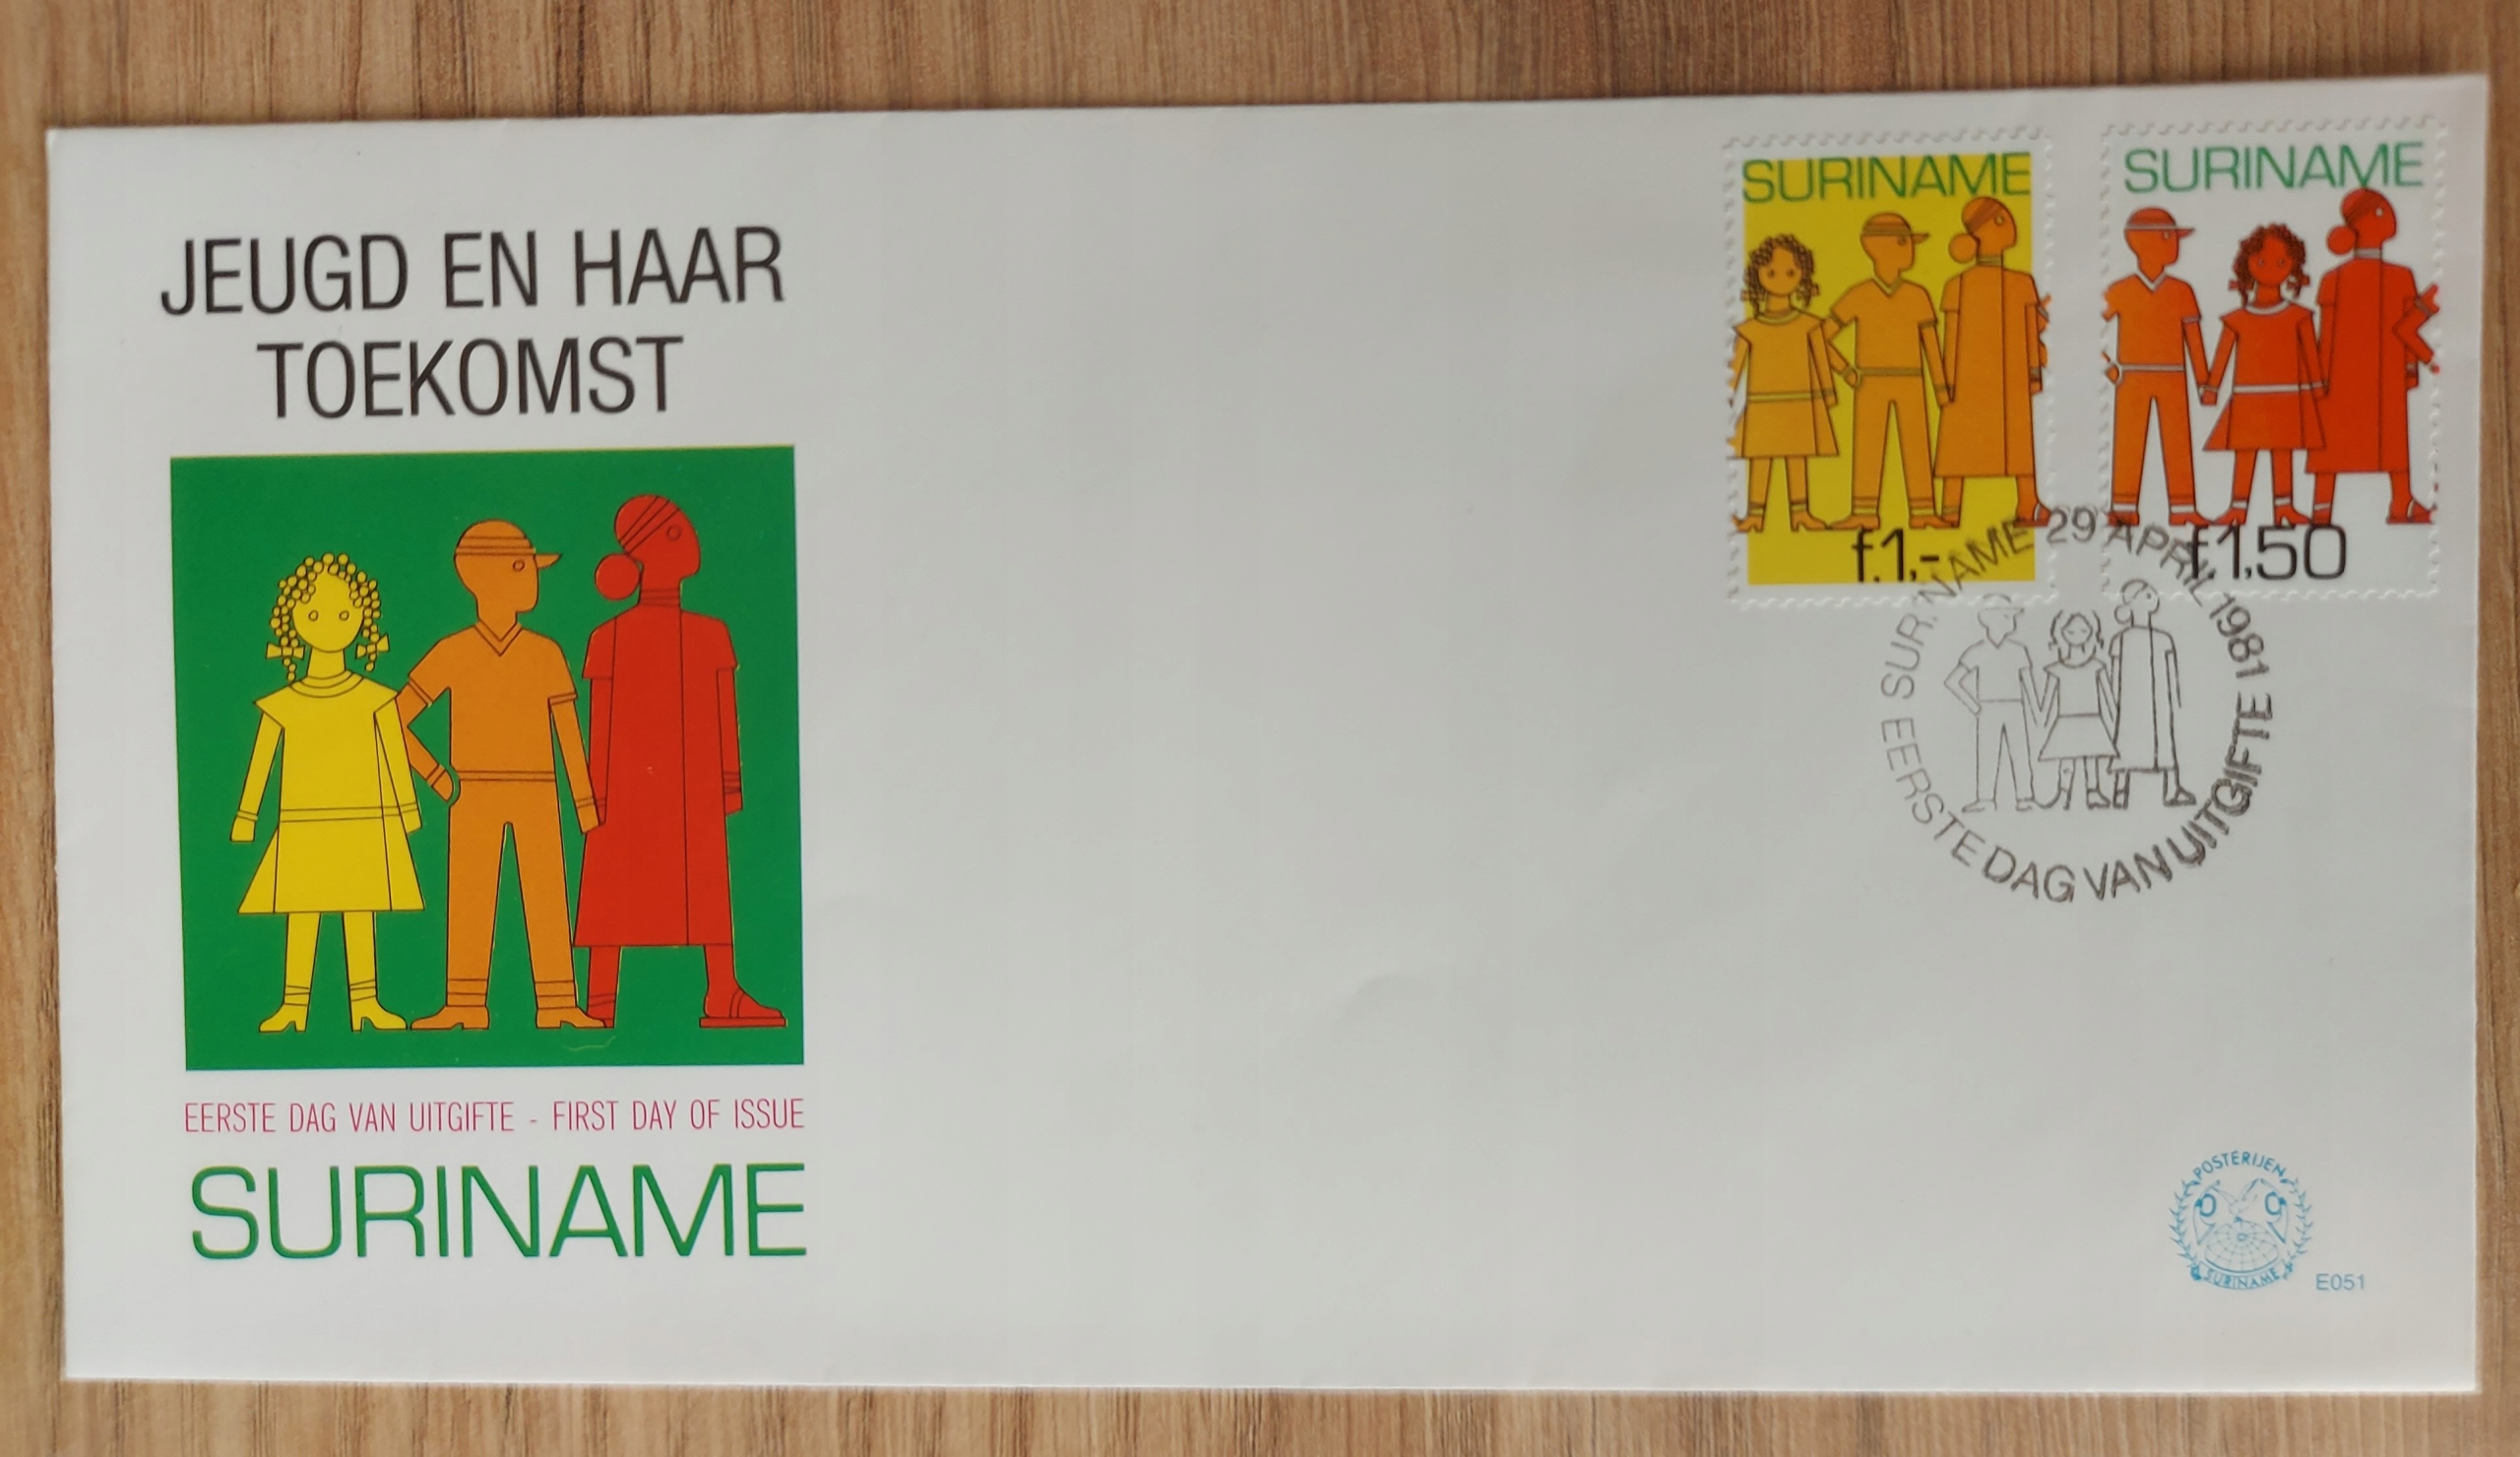 JEUGD EN HAAR
TOEKOMST
EERSTE DAG VAN UITGIFTE - FIRST DAY OF ISSUE
SURINAME
SURINAME
f.1,-
SURINAME
f.1,50
SURINAME 29 APRIL 1981
EERSTE DAG VAN UITGIFTE
POSTERIJEN
SURINAME
E051